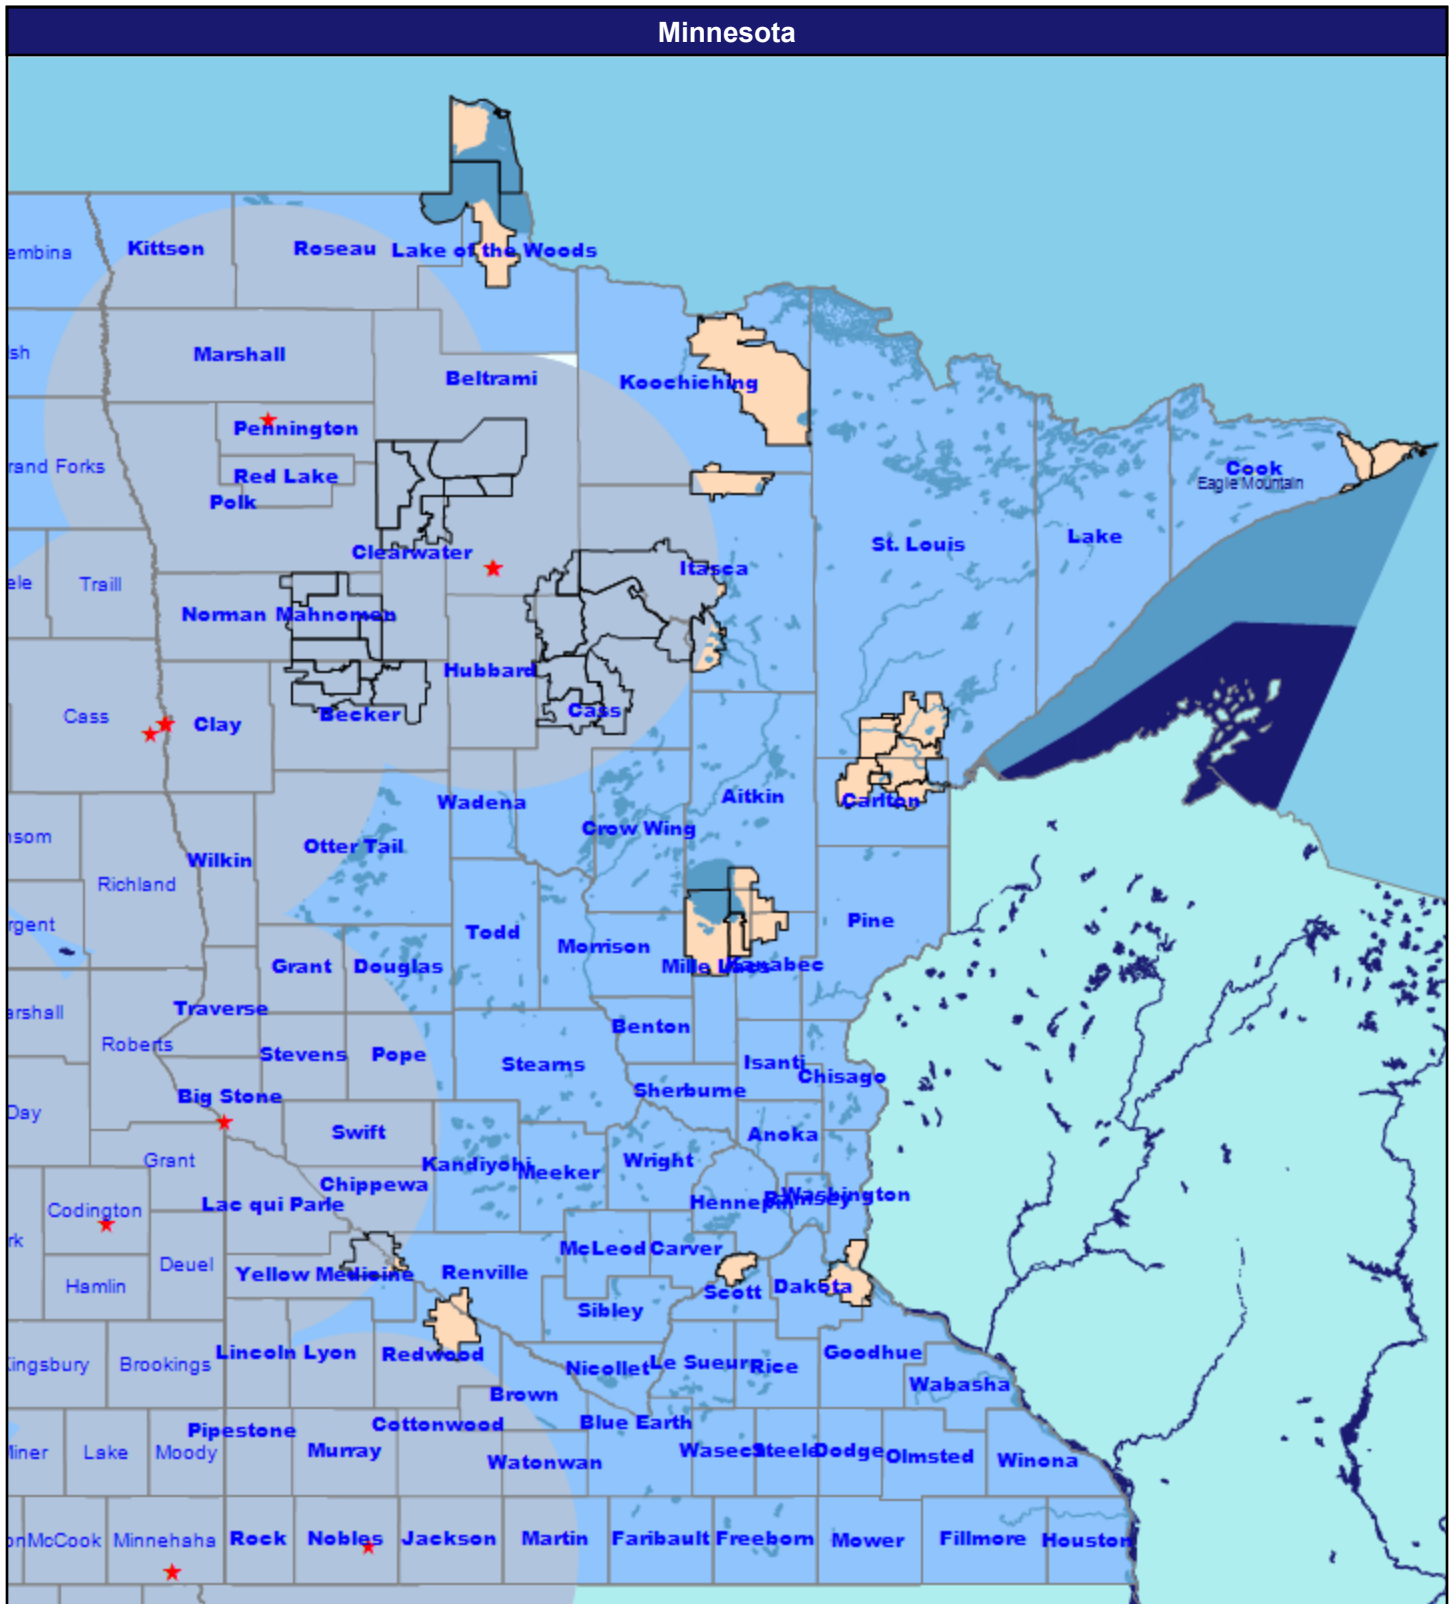 Minnesota
embina
Kittson
Roseau
Lake of the Woods
sh
Marshall
Beltrami
Koochiching
Pennington
rand Forks
Red Lake
Polk
Cook
Eagle Mountain
Clearwater
St. Louis
Lake
Itasca
ele
Traill
Norman
Mahnomen
Hubbard
Cass
Clay
Becker
Cass
Wadena
Aitkin
Carlton
nsom
Crow Wing
Otter Tail
Wilkin
Richland
rgent
Todd
Morrison
Pine
Grant
Douglas
Mille Lacs
Kanabec
arshall
Traverse
Roberts
Stevens
Pope
Benton
Stearns
Isanti
Chisago
Sherburne
Day
Big Stone
Swift
Anoka
Grant
Kandiyohi
Meeker
Wright
Chippewa
Codington
Lac qui Parle
Hennepin
Ramsey
Washington
rk
Deuel
McLeod
Carver
Hamlin
Yellow Medicine
Renville
Scott
Dakota
Sibley
Kingsbury
Brookings
Lincoln
Lyon
Redwood
Nicollet
Le Sueur
Rice
Goodhue
Brown
Wabasha
Miner
Lake
Moody
Pipestone
Murray
Cottonwood
Blue Earth
Watonwan
Waseca
Steele
Dodge
Olmsted
Winona
on
McCook
Minnehaha
Rock
Nobles
Jackson
Martin
Faribault
Freeborn
Mower
Fillmore
Houston